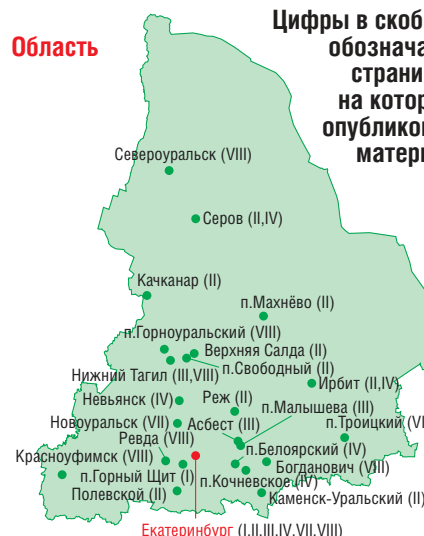 Область
Цифры в скоб
обознача
страни
на котор
опубликов
матери
Североуральск (VIII)
Серов (II,IV)
Качканар (II)
п.Махнёво (II)
п.Горноуральский (VIII)
Верхняя Салда (II)
п.Свободный (II)
Нижний Тагил (III,VIII)
Ирбит (II,IV)
Невьянск (IV)
Реж (II)
п.Малышева (III)
Новоуральск (VII)
Асбест (III)
п.Троицкий (VI
Ревда (VIII)
п.Белоярский (IV)
Красноуфимск (VIII)
Богданович (VIII)
п.Горный Щит (I)
п.Кочневское (IV)
Полевской (II)
Каменск-Уральский (II)
Екатеринбург (I,II,III,IV,VII,VIII)